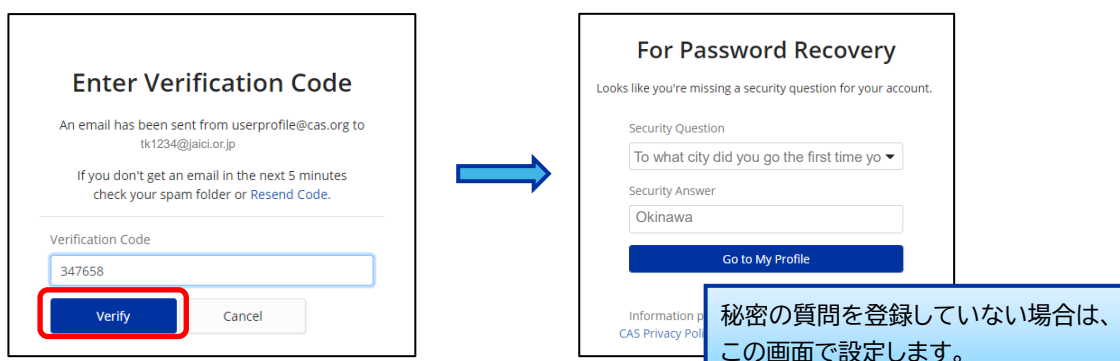 Enter Verification Code
An email has been sent from userprofile@cas.org to
tk1234@jaici.or.jp
If you don't get an email in the next 5 minutes
check your spam folder or Resend Code.
Verification Code
347658
Verify
Cancel
For Password Recovery
Looks like you're missing a security question for your account.
Security Question
To what city did you go the first time yo
Security Answer
Okinawa
Go to My Profile
Information p
CAS Privacy Poli
秘密の質問を登録していない場合は、
この画面で設定します。